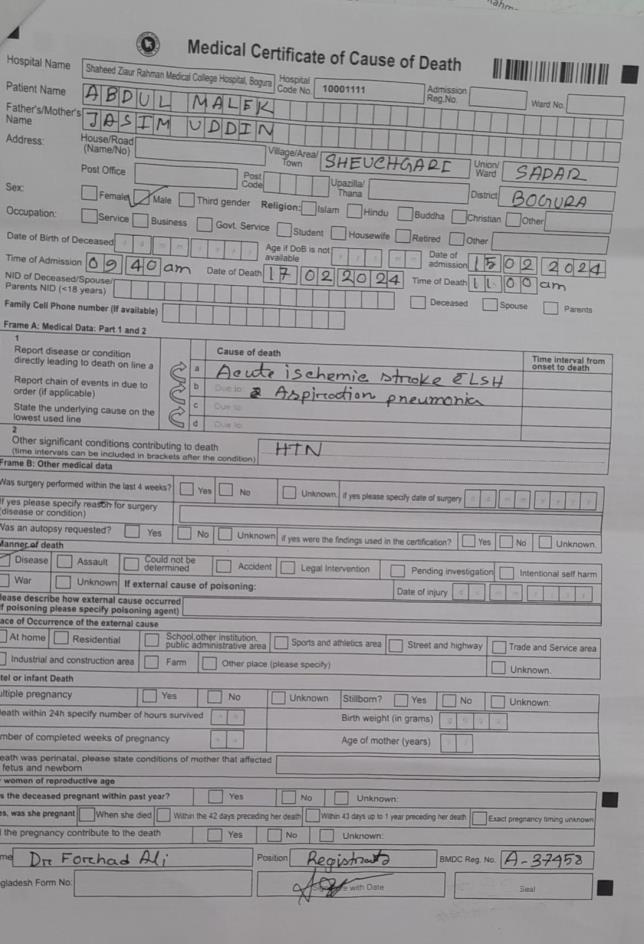 Medical Certificate of Cause of Death
Hospital Name Shaheed Ziaur Rahman Medical College Hospital, Bogura Hospital Code No. 10001111 Admission Reg.No. Ward No.
Patient Name ABDUL MALEK
Father's/Mother's Name JASIM UDDIN
Address: House/Road (Name/No) Village/Area/Town SHEUCHGARI Union/Ward SADAR
Post Office Post Code Upazilla/Thana District BOGURA
Sex: Female Male Third gender Religion: Islam Hindu Buddha Christian Other
Occupation: Service Business Govt. Service Student Housewife Retired Other
Date of Birth of Deceased Age if DoB is not available Date of admission 15 02 2024
Time of Admission 09 40 am Date of Death 17 02 2024 Time of Death 11 00 am
NID of Deceased/Spouse/Parents NID (<18 years) Deceased Spouse Parents
Family Cell Phone number (If available)
Frame A: Medical Data: Part 1 and 2
1
Report disease or condition directly leading to death on line a
Report chain of events in due to order (if applicable)
State the underlying cause on the lowest used line
Cause of death Time interval from onset to death
a Acute ischemic stroke c̄ LSH
b Due to: Aspiration pneumonia
c Due to:
d Due to:
2
Other significant conditions contributing to death (time intervals can be included in brackets after the condition) HTN
Frame B: Other medical data
Was surgery performed within the last 4 weeks? Yes No Unknown, if yes please specify date of surgery
If yes please specify reason for surgery (disease or condition)
Was an autopsy requested? Yes No Unknown if yes were the findings used in the certification? Yes No Unknown.
Manner of death
Disease Assault Could not be determined Accident Legal Intervention Pending investigation Intentional self harm
War Unknown If external cause of poisoning: Date of injury
lease describe how external cause occurred
f poisoning please specify poisoning agent)
ace of Occurrence of the external cause
At home Residential School,other institution, public administrative area Sports and athletics area Street and highway Trade and Service area
Industrial and construction area Farm Other place (please specify) Unknown.
tel or infant Death
ultiple pregnancy Yes No Unknown Stillborn? Yes No Unknown:
eath within 24h specify number of hours survived Birth weight (in grams)
mber of completed weeks of pregnancy Age of mother (years)
eath was perinatal, please state conditions of mother that affected
fetus and newborn
women of reproductive age
s the deceased pregnant within past year? Yes No Unknown:
es, was she pregnant When she died Within the 42 days preceding her death Within 43 days up to 1 year preceding her death Exact pregnancy timing unknown
the pregnancy contribute to the death Yes No Unknown:
me Dr Forchad Ali Position Registrar BMDC Reg. No. A-37458
gladesh Form No. with Date Seal